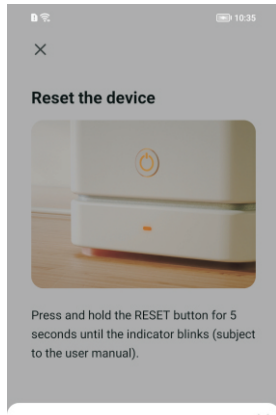 10:35
Reset the device
Press and hold the RESET button for 5
seconds until the indicator blinks (subject
to the user manual).